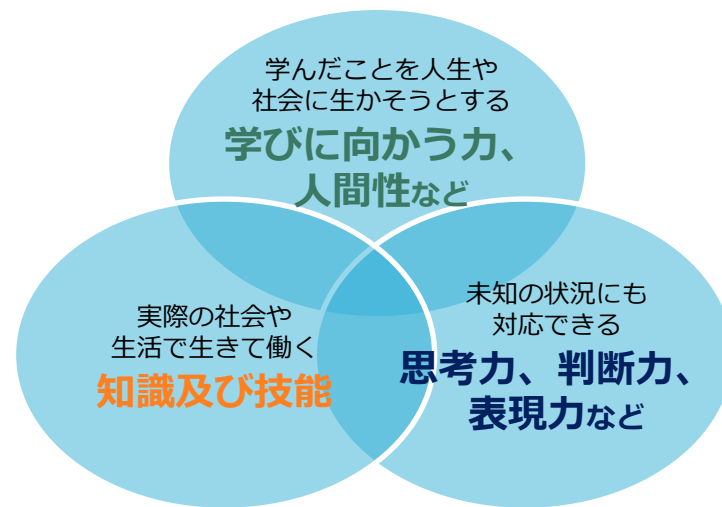 学んだことを人生や
社会に生かそうとする
学びに向かう力、
人間性など
実際の社会や
生活で生きて働く
知識及び技能
未知の状況にも
対応できる
思考力、判断力、
表現力など